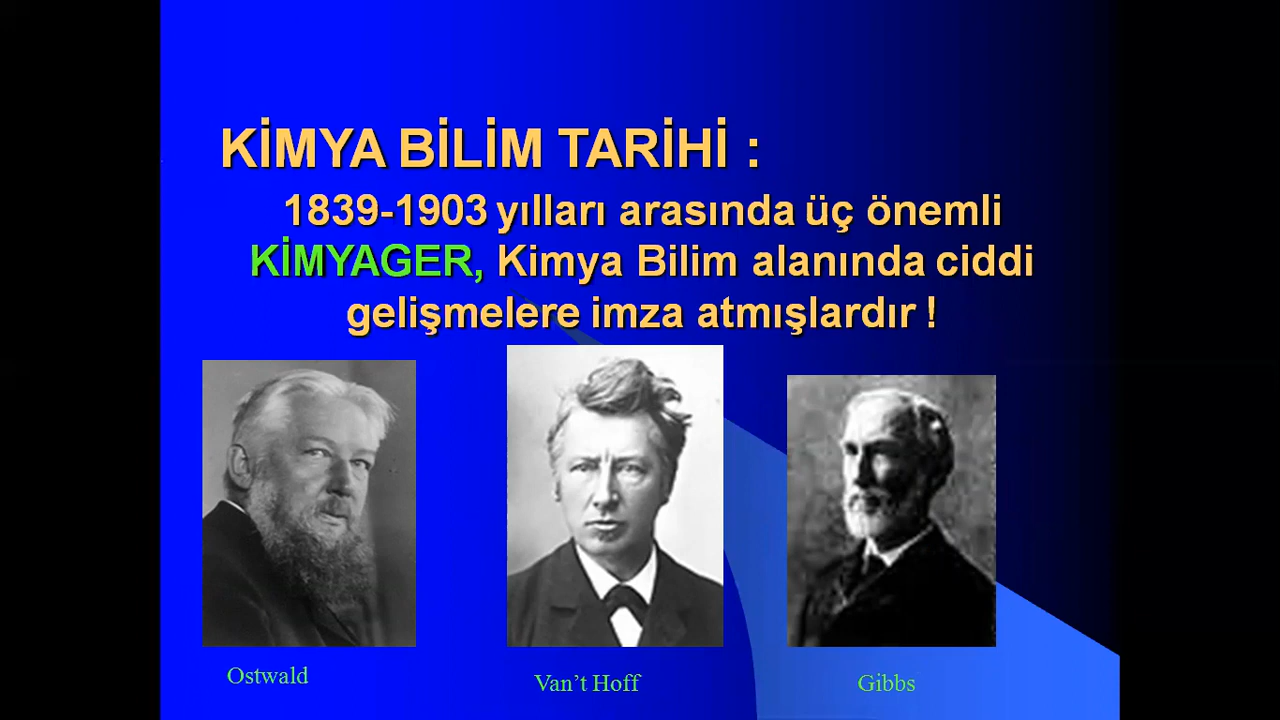 KİMYA BİLİM TARİHİ :
1839-1903 yılları arasında üç önemli
KİMYAGER, Kimya Bilim alanında ciddi
gelişmelere imza atmışlardır !
Ostwald
Van't Hoff
Gibbs